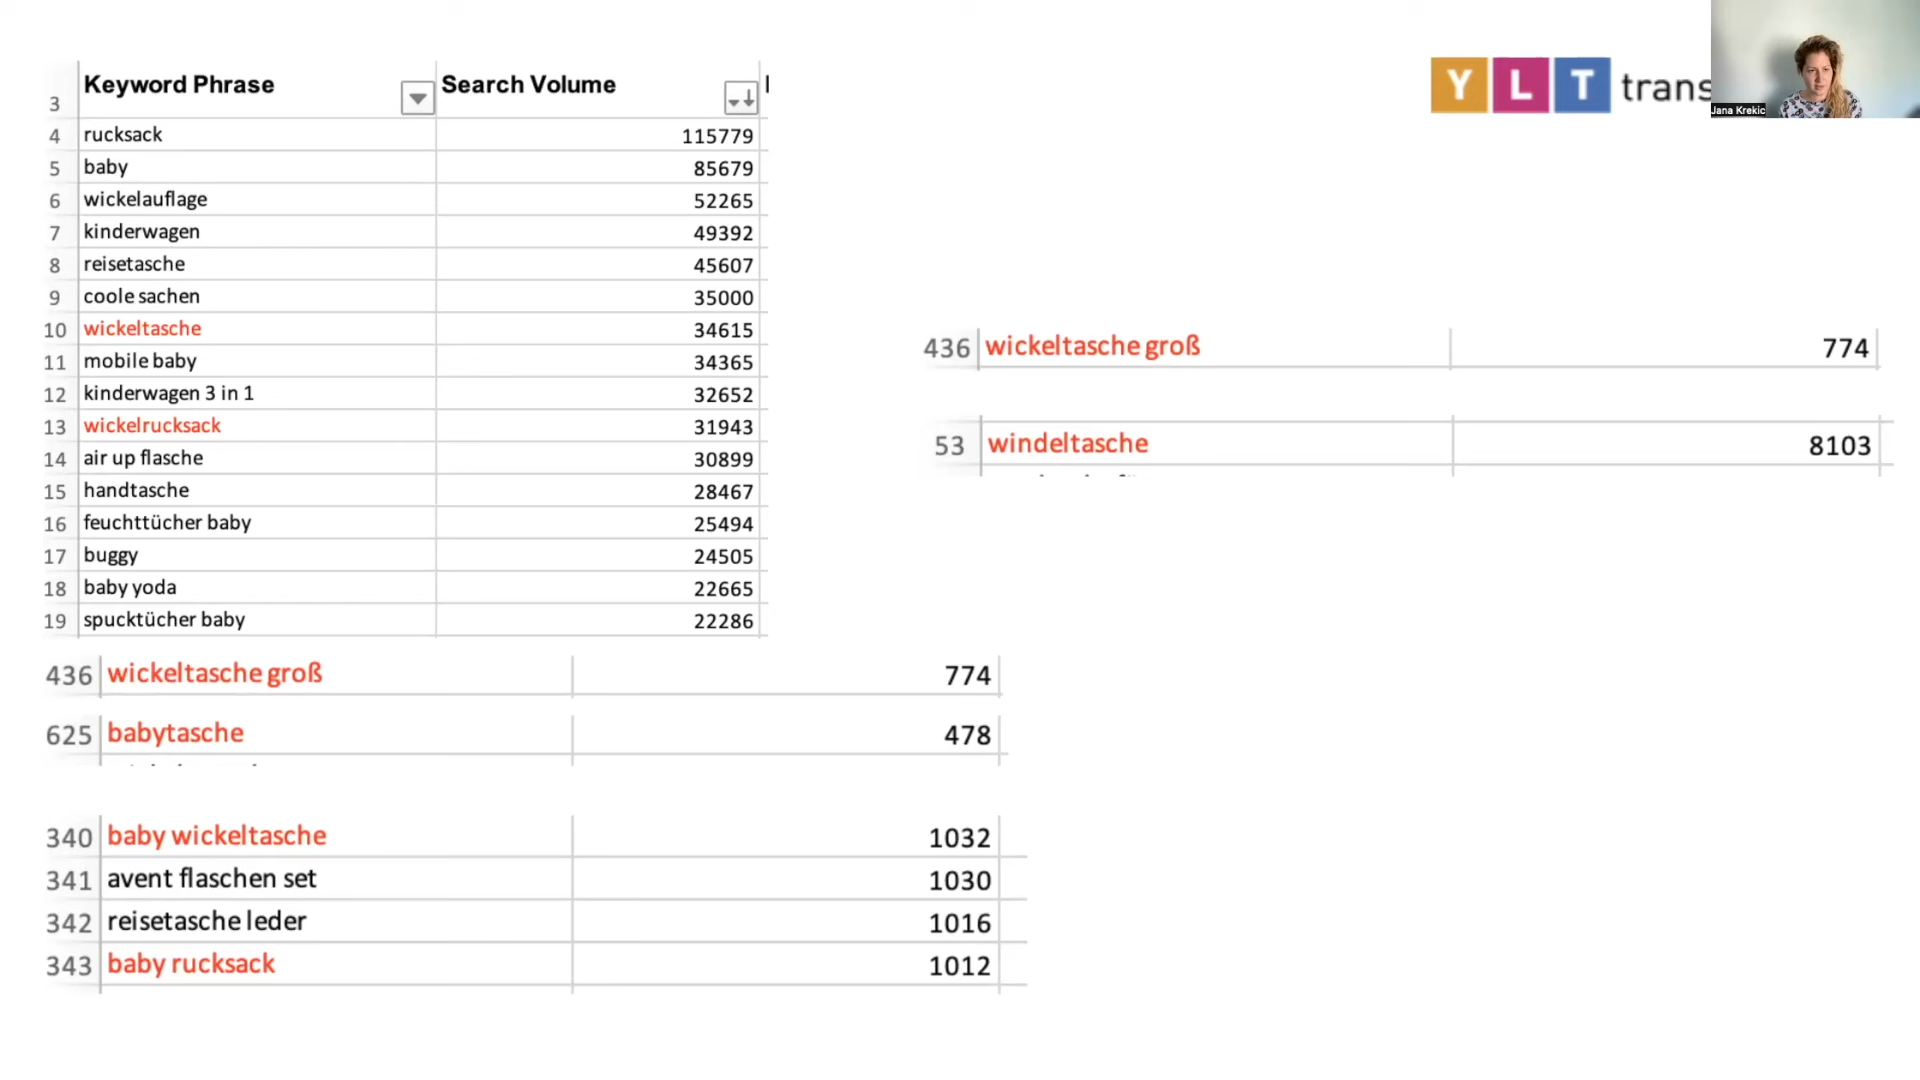 Keyword Phrase Search Volume
3
4 rucksack 115779
5 baby 85679
6 wickelauflage 52265
7 kinderwagen 49392
8 reisetasche 45607
9 coole sachen 35000
10 wickeltasche 34615
11 mobile baby 34365
12 kinderwagen 3 in 1 32652
13 wickelrucksack 31943
14 air up flasche 30899
15 handtasche 28467
16 feuchttücher baby 25494
17 buggy 24505
18 baby yoda 22665
19 spucktücher baby 22286
436 wickeltasche groß 774
625 babytasche 478
340 baby wickeltasche 1032
341 avent flaschen set 1030
342 reisetasche leder 1016
343 baby rucksack 1012
YLT trans
Jana Krekic
436 wickeltasche groß 774
53 windeltasche 8103